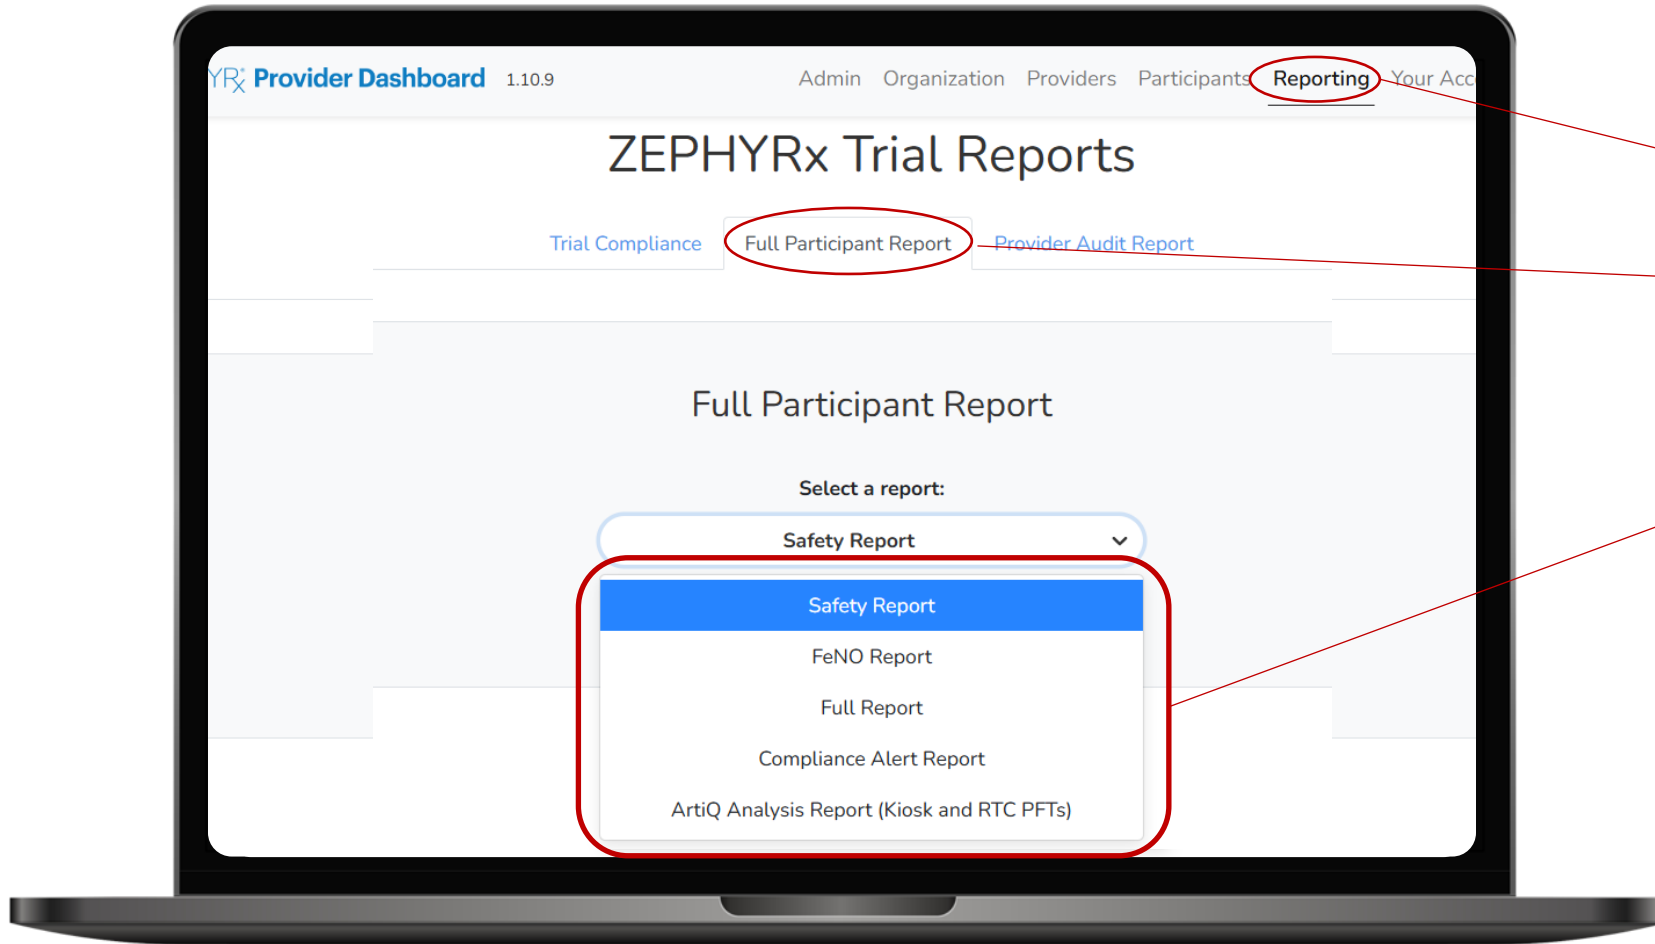 YRx Provider Dashboard 1.10.9 Admin Organization Providers Participants Reporting Your Acc
ZEPHYRx Trial Reports
Trial Compliance Full Participant Report Provider Audit Report
Full Participant Report
Select a report:
Safety Report
Safety Report
FeNO Report
Full Report
Compliance Alert Report
ArtiQ Analysis Report (Kiosk and RTC PFTs)